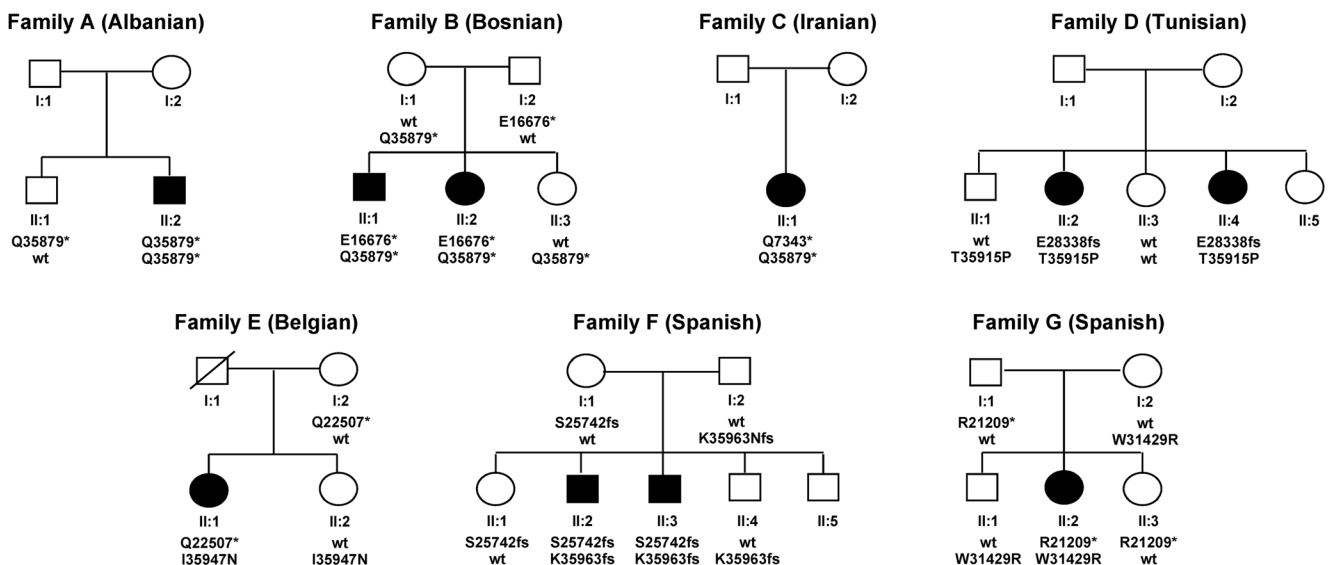 Family A (Albanian)
I:1
I:2
II:1
Q35879*
wt
II:2
Q35879*
Q35879*
Family B (Bosnian)
I:1
wt
Q35879*
I:2
E16676*
wt
II:1
E16676*
Q35879*
II:2
E16676*
Q35879*
II:3
wt
Q35879*
Family C (Iranian)
I:1
I:2
II:1
Q7343*
Q35879*
Family D (Tunisian)
I:1
I:2
II:1
wt
T35915P
II:2
E28338fs
T35915P
II:3
wt
wt
II:4
E28338fs
T35915P
II:5
Family E (Belgian)
I:1
I:2
Q22507*
wt
II:1
Q22507*
I35947N
II:2
wt
I35947N
Family F (Spanish)
I:1
S25742fs
wt
I:2
wt
K35963Nfs
II:1
S25742fs
wt
II:2
S25742fs
K35963fs
II:3
S25742fs
K35963fs
II:4
wt
K35963fs
II:5
Family G (Spanish)
I:1
R21209*
wt
I:2
wt
W31429R
II:1
wt
W31429R
II:2
R21209*
W31429R
II:3
R21209*
wt